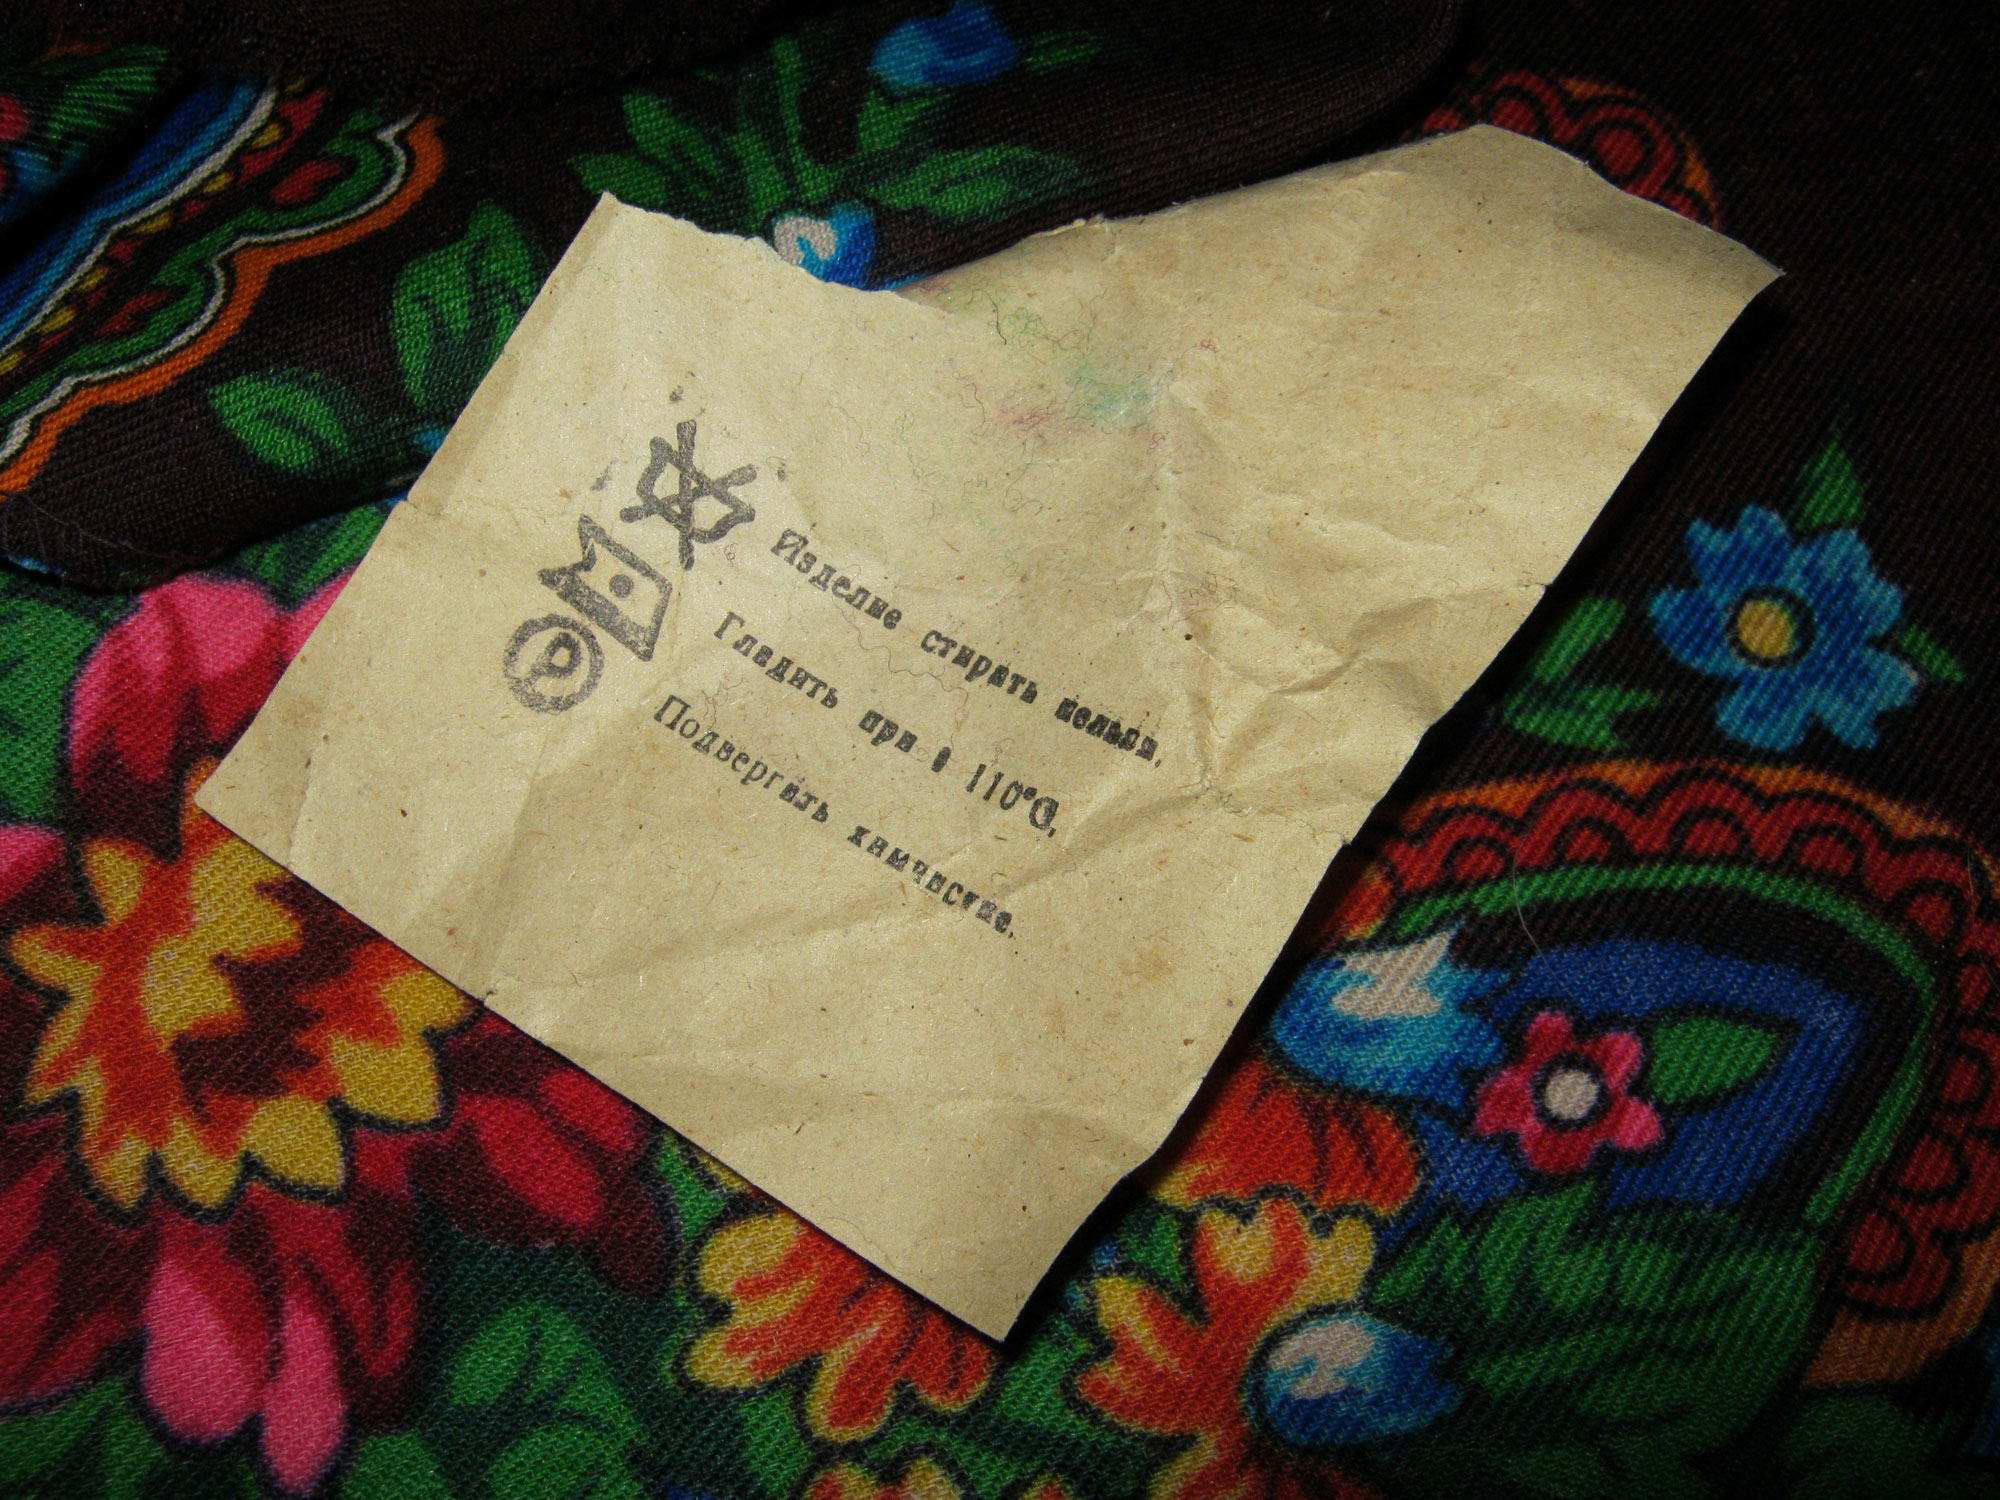 Изделие стирать нельзя.
Гладить при t 110°С.
Подвергать химчистке.
P